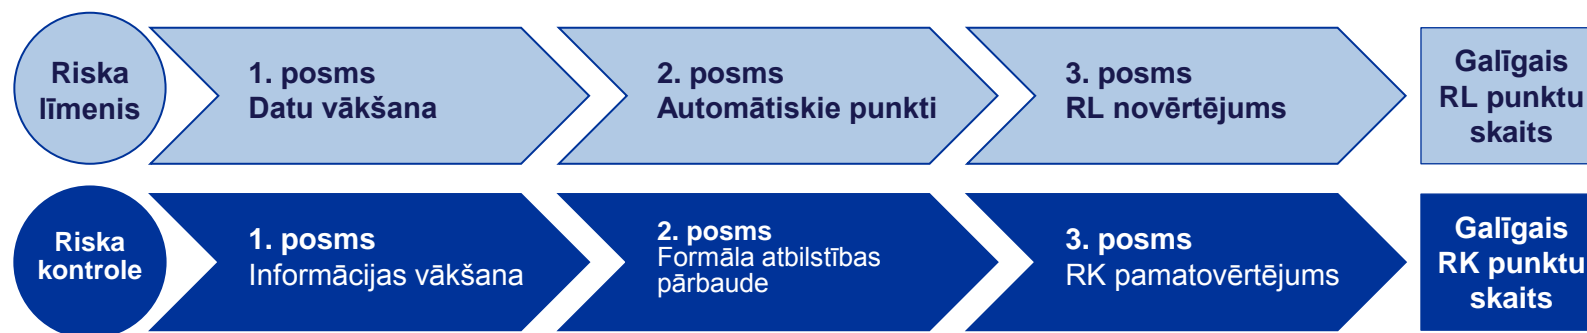 Riska
līmenis
1. posms
Datu vākšana
2. posms
Automātiskie punkti
3. posms
RL novērtējums
Galīgais
RL punktu
skaits
Riska
kontrole
1. posms
Informācijas vākšana
2. posms
Formāla atbilstības
pārbaude
3. posms
RK pamatovērtējums
Galīgais
RK punktu
skaits